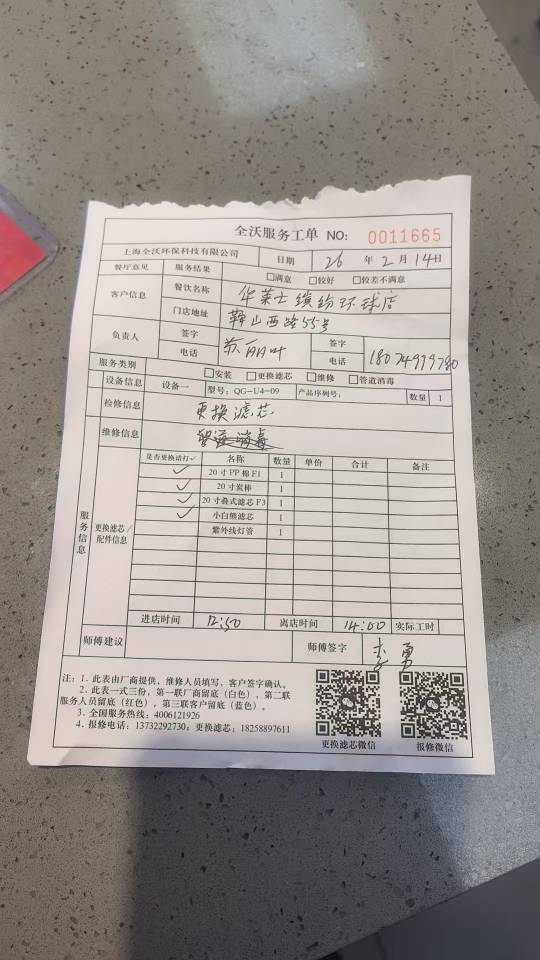 全沃服务工单 NO: 0011665
上海全沃环保科技有限公司 日期 26 年 2 月 14 日
餐厅意见 服务结果 □满意 □较好 □较差不满意
客户信息 餐饮名称 华莱士缤纷环球店
门店地址 鞍山西路55号
负责人 签字 苏丽叶 签字
电话 电话 18074999780
服务类别 □安装 □更换滤芯 □维修 □管道消毒
设备信息 设备一 型号: QG-U4-09 产品序列号: 数量 1
检修信息 更换滤芯
维修信息 管道消毒
服务信息 更换滤芯/配件信息
是否更换请打✓ 名称 数量 单价 合计 备注
✓ 20寸PP棉F1 1
✓ 20寸炭棒 1
✓ 20寸叠式滤芯F3 1
✓ 小白熊滤芯 1
紫外线灯管 1
进店时间 12:50 离店时间 14:00 实际工时
师傅建议 师傅签字 李勇
注: 1. 此表由厂商提供, 维修人员填写, 客户签字确认。
2. 此表一式三份, 第一联厂商留底(白色), 第二联
服务人员留底(红色), 第三联客户留底(蓝色)。
3. 全国服务热线: 4006121926
4. 报修电话: 13732292730; 更换滤芯: 18258897611
更换滤芯微信 报修微信